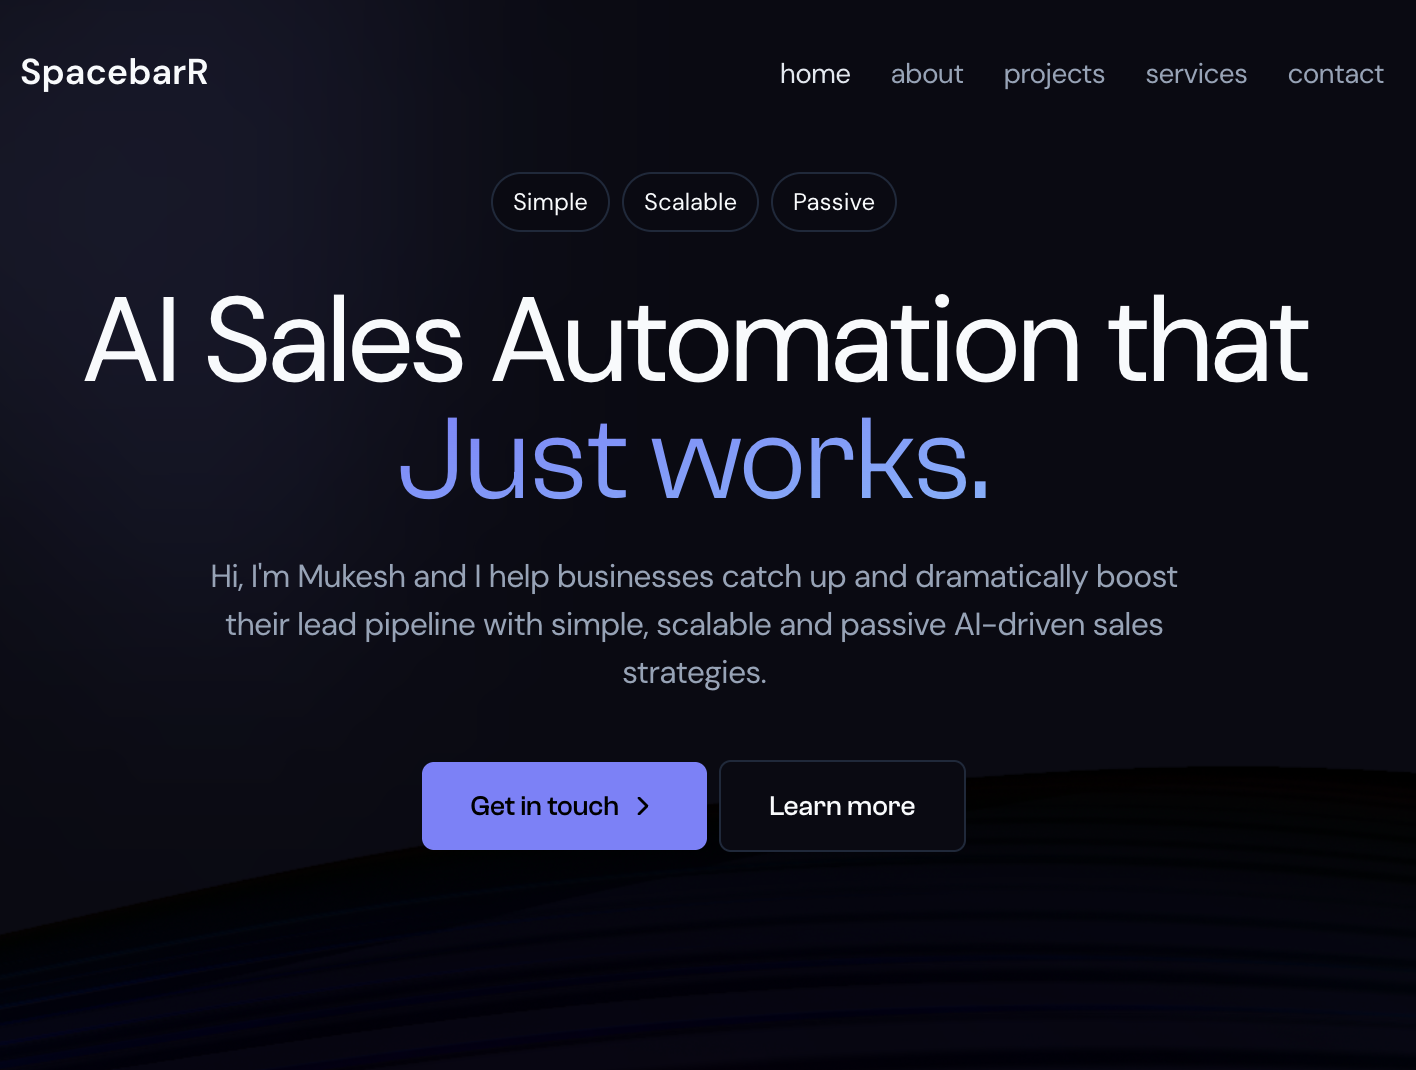 SpacebarR
home about projects services contact
Simple Scalable Passive
AI Sales Automation that
Just works.
Hi, I'm Mukesh and I help businesses catch up and dramatically boost
their lead pipeline with simple, scalable and passive AI-driven sales
strategies.
Get in touch
Learn more